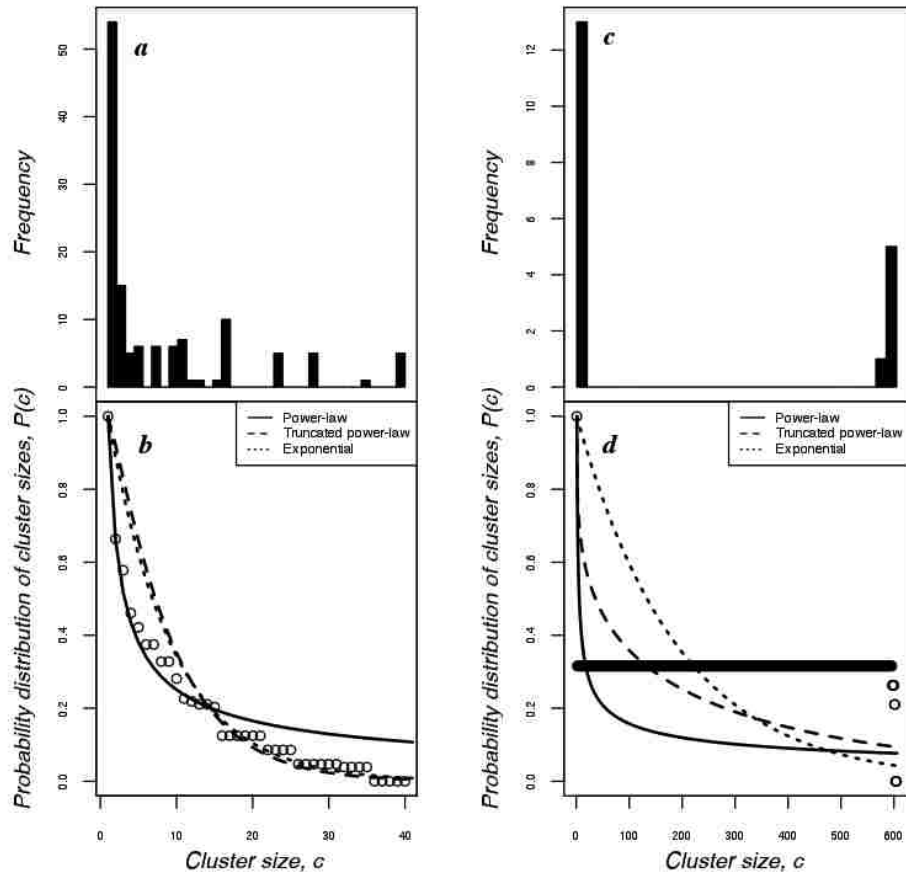 a
Frequency
0
10
20
30
40
50
c
Frequency
0
2
4
6
8
10
12
b
Power-law
Truncated power-law
Exponential
Probability distribution of cluster sizes, P(c)
0.0
0.2
0.4
0.6
0.8
1.0
0
10
20
30
40
Cluster size, c
d
Power-law
Truncated power-law
Exponential
Probability distribution of cluster sizes, P(c)
0.0
0.2
0.4
0.6
0.8
1.0
0
100
200
300
400
500
600
Cluster size, c